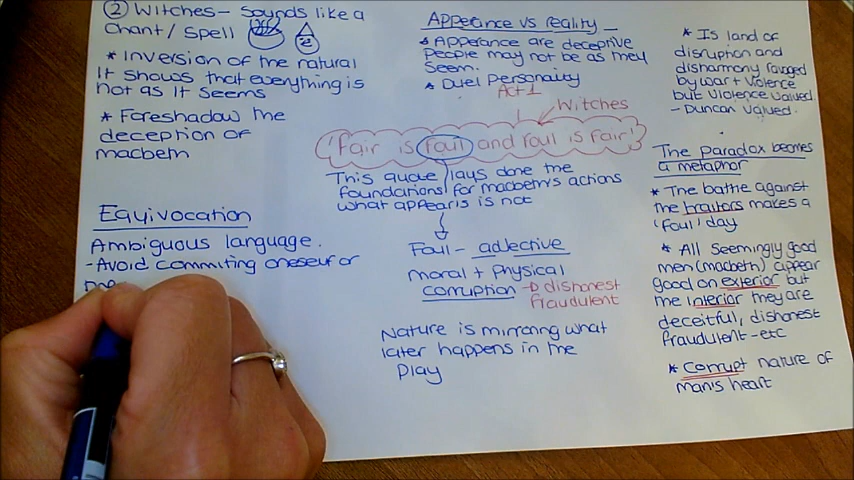 ② Witches - Sounds like a
Chant / Spell
2
* Inversion of the natural
It shows that everything is
not as it seems
* Foreshadow the
deception of
macbeth
Equivocation
Ambiguous language.
- Avoid commiting oneself or
Apperance vs reality
* Apperance are deceptive
People may not be as they
Seem.
* Duel Personality
Act 1
Witches
'Fair is foul and foul is fair'
This quote lays done the
foundations for macbeth's actions
what appears is not
Foul - adjective
moral + Physical
corruption → dishonest
fraudulent
Nature is mirroring what
later happens in the
Play
* Is land of
disruption and
disharmony ravaged
by war + violence
but violence valued
- Duncan valued.
The Paradox becomes
a metaphor
* The battle against
the traitors makes a
'foul' day
* All Seemingly good
men (macbeth) appear
good on exterior but
the interior they are
deceitful, dishonest
fraudulent - etc
* Corrupt nature of
man's heart